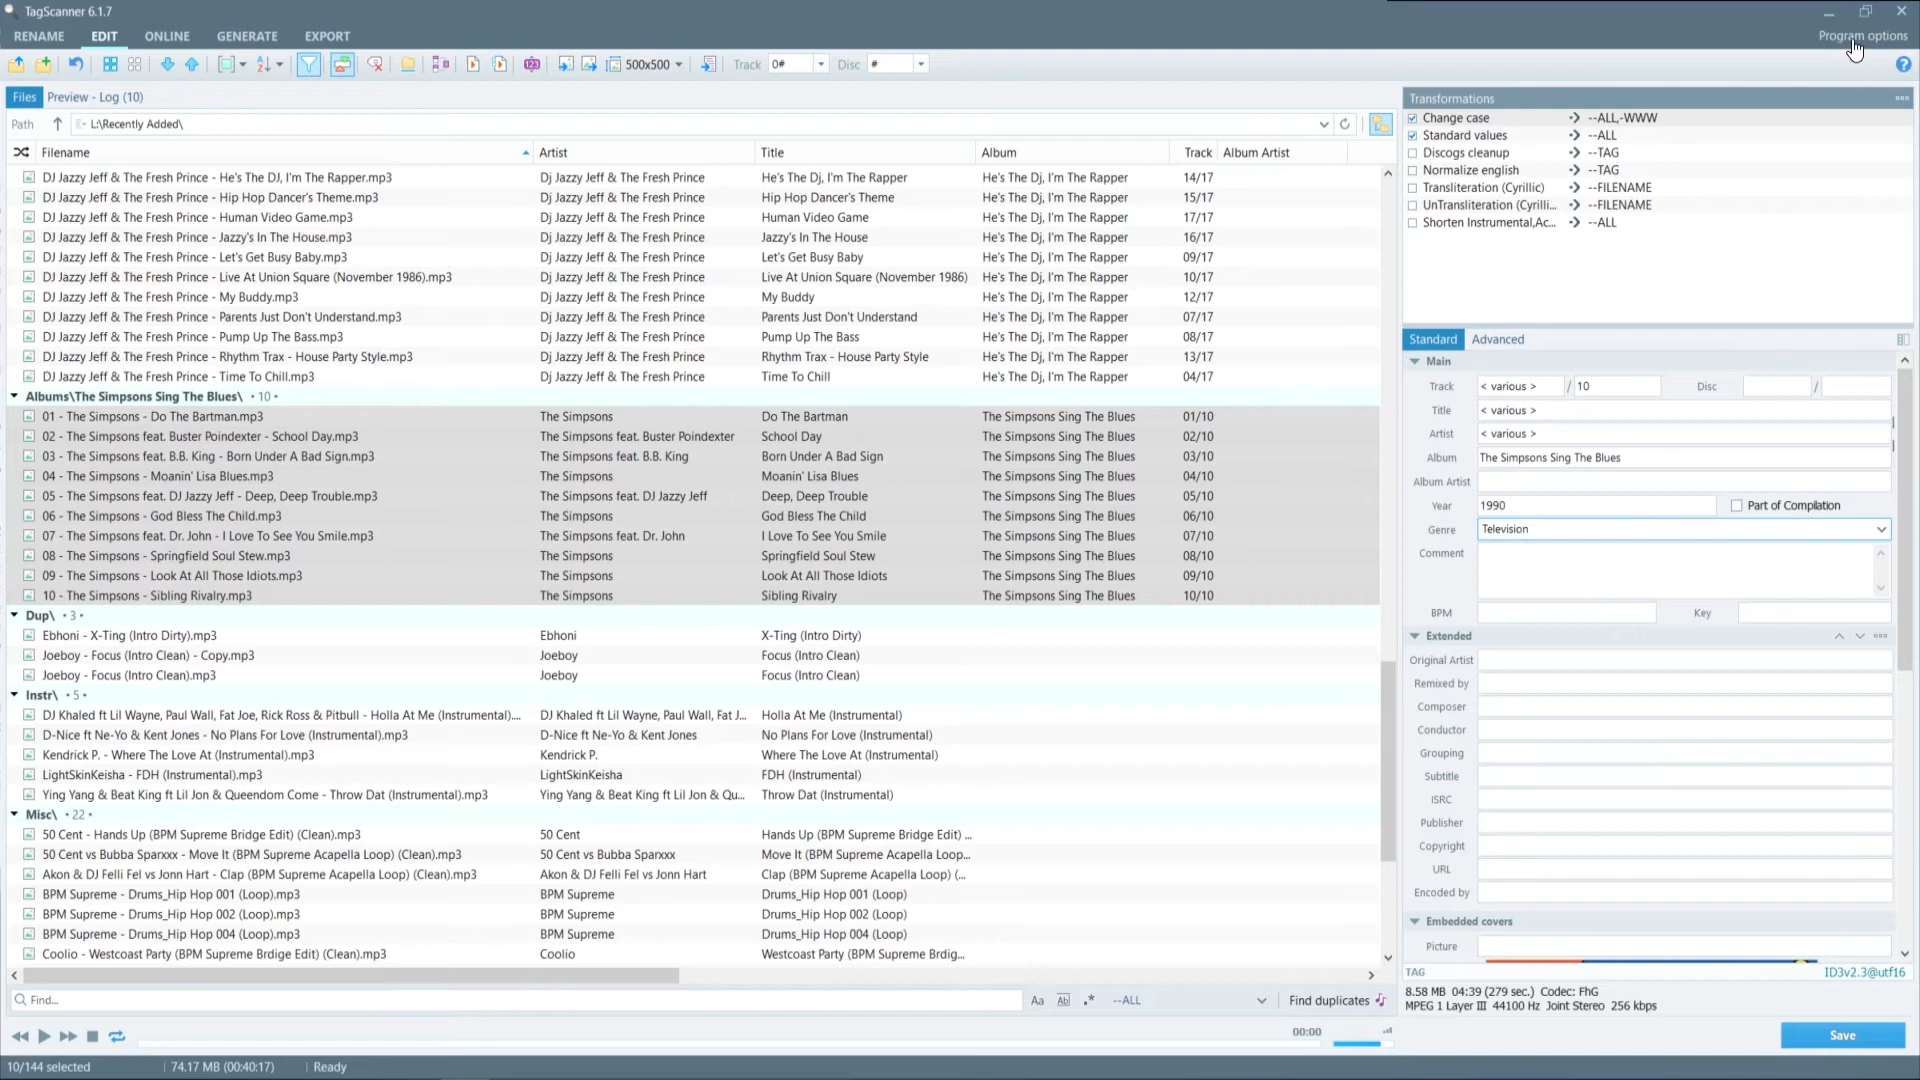 TagScanner 6.1.7
RENAME EDIT ONLINE GENERATE EXPORT Program options
500x500 Track 0# Disc #
Files Preview - Log (10)
Path L:\Recently Added\
Filename Artist Title Album Track Album Artist
DJ Jazzy Jeff & The Fresh Prince - He's The DJ, I'm The Rapper.mp3 Dj Jazzy Jeff & The Fresh Prince He's The Dj, I'm The Rapper He's The Dj, I'm The Rapper 14/17
DJ Jazzy Jeff & The Fresh Prince - Hip Hop Dancer's Theme.mp3 Dj Jazzy Jeff & The Fresh Prince Hip Hop Dancer's Theme He's The Dj, I'm The Rapper 15/17
DJ Jazzy Jeff & The Fresh Prince - Human Video Game.mp3 Dj Jazzy Jeff & The Fresh Prince Human Video Game He's The Dj, I'm The Rapper 17/17
DJ Jazzy Jeff & The Fresh Prince - Jazzy's In The House.mp3 Dj Jazzy Jeff & The Fresh Prince Jazzy's In The House He's The Dj, I'm The Rapper 16/17
DJ Jazzy Jeff & The Fresh Prince - Let's Get Busy Baby.mp3 Dj Jazzy Jeff & The Fresh Prince Let's Get Busy Baby He's The Dj, I'm The Rapper 09/17
DJ Jazzy Jeff & The Fresh Prince - Live At Union Square (November 1986).mp3 Dj Jazzy Jeff & The Fresh Prince Live At Union Square (November 1986) He's The Dj, I'm The Rapper 10/17
DJ Jazzy Jeff & The Fresh Prince - My Buddy.mp3 Dj Jazzy Jeff & The Fresh Prince My Buddy He's The Dj, I'm The Rapper 12/17
DJ Jazzy Jeff & The Fresh Prince - Parents Just Don't Understand.mp3 Dj Jazzy Jeff & The Fresh Prince Parents Just Don't Understand He's The Dj, I'm The Rapper 07/17
DJ Jazzy Jeff & The Fresh Prince - Pump Up The Bass.mp3 Dj Jazzy Jeff & The Fresh Prince Pump Up The Bass He's The Dj, I'm The Rapper 08/17
DJ Jazzy Jeff & The Fresh Prince - Rhythm Trax - House Party Style.mp3 Dj Jazzy Jeff & The Fresh Prince Rhythm Trax - House Party Style He's The Dj, I'm The Rapper 13/17
DJ Jazzy Jeff & The Fresh Prince - Time To Chill.mp3 Dj Jazzy Jeff & The Fresh Prince Time To Chill He's The Dj, I'm The Rapper 04/17
Albums\The Simpsons Sing The Blues\ • 10 •
01 - The Simpsons - Do The Bartman.mp3 The Simpsons Do The Bartman The Simpsons Sing The Blues 01/10
02 - The Simpsons feat. Buster Poindexter - School Day.mp3 The Simpsons feat. Buster Poindexter School Day The Simpsons Sing The Blues 02/10
03 - The Simpsons feat. B.B. King - Born Under A Bad Sign.mp3 The Simpsons feat. B.B. King Born Under A Bad Sign The Simpsons Sing The Blues 03/10
04 - The Simpsons - Moanin' Lisa Blues.mp3 The Simpsons Moanin' Lisa Blues The Simpsons Sing The Blues 04/10
05 - The Simpsons feat. DJ Jazzy Jeff - Deep, Deep Trouble.mp3 The Simpsons feat. DJ Jazzy Jeff Deep, Deep Trouble The Simpsons Sing The Blues 05/10
06 - The Simpsons - God Bless The Child.mp3 The Simpsons God Bless The Child The Simpsons Sing The Blues 06/10
07 - The Simpsons feat. Dr. John - I Love To See You Smile.mp3 The Simpsons feat. Dr. John I Love To See You Smile The Simpsons Sing The Blues 07/10
08 - The Simpsons - Springfield Soul Stew.mp3 The Simpsons Springfield Soul Stew The Simpsons Sing The Blues 08/10
09 - The Simpsons - Look At All Those Idiots.mp3 The Simpsons Look At All Those Idiots The Simpsons Sing The Blues 09/10
10 - The Simpsons - Sibling Rivalry.mp3 The Simpsons Sibling Rivalry The Simpsons Sing The Blues 10/10
Dup\ • 3 •
Ebhoni - X-Ting (Intro Dirty).mp3 Ebhoni X-Ting (Intro Dirty)
Joeboy - Focus (Intro Clean) - Copy.mp3 Joeboy Focus (Intro Clean)
Joeboy - Focus (Intro Clean).mp3 Joeboy Focus (Intro Clean)
Instr\ • 5 •
DJ Khaled ft Lil Wayne, Paul Wall, Fat Joe, Rick Ross & Pitbull - Holla At Me (Instrumental).... DJ Khaled ft Lil Wayne, Paul Wall, Fat J... Holla At Me (Instrumental)
D-Nice ft Ne-Yo & Kent Jones - No Plans For Love (Instrumental).mp3 D-Nice ft Ne-Yo & Kent Jones No Plans For Love (Instrumental)
Kendrick P. - Where The Love At (Instrumental).mp3 Kendrick P. Where The Love At (Instrumental)
LightSkinKeisha - FDH (Instrumental).mp3 LightSkinKeisha FDH (Instrumental)
Ying Yang & Beat King ft Lil Jon & Queendom Come - Throw Dat (Instrumental).mp3 Ying Yang & Beat King ft Lil Jon & Qu... Throw Dat (Instrumental)
Misc\ • 22 •
50 Cent - Hands Up (BPM Supreme Bridge Edit) (Clean).mp3 50 Cent Hands Up (BPM Supreme Bridge Edit) ...
50 Cent vs Bubba Sparxxx - Move It (BPM Supreme Acapella Loop) (Clean).mp3 50 Cent vs Bubba Sparxxx Move It (BPM Supreme Acapella Loop...
Akon & DJ Felli Fel vs Jonn Hart - Clap (BPM Supreme Acapella Loop) (Clean).mp3 Akon & DJ Felli Fel vs Jonn Hart Clap (BPM Supreme Acapella Loop) (...
BPM Supreme - Drums_Hip Hop 001 (Loop).mp3 BPM Supreme Drums_Hip Hop 001 (Loop)
BPM Supreme - Drums_Hip Hop 002 (Loop).mp3 BPM Supreme Drums_Hip Hop 002 (Loop)
BPM Supreme - Drums_Hip Hop 004 (Loop).mp3 BPM Supreme Drums_Hip Hop 004 (Loop)
Coolio - Westcoast Party (BPM Supreme Brdige Edit) (Clean).mp3 Coolio Westcoast Party (BPM Supreme Brdig...
Find... Aa Ab .* --ALL Find duplicates
00:00
10/144 selected 74.17 MB (00:40:17) Ready
Transformations
Change case --ALL,-WWW
Standard values --ALL
Discogs cleanup --TAG
Normalize english --TAG
Transliteration (Cyrillic) --FILENAME
UnTransliteration (Cyrilli... --FILENAME
Shorten Instrumental,Ac... --ALL
Standard Advanced
Main
Track < various > / 10 Disc /
Title < various >
Artist < various >
Album The Simpsons Sing The Blues
Album Artist
Year 1990 Part of Compilation
Genre Television
Comment
BPM Key
Extended
Original Artist
Remixed by
Composer
Conductor
Grouping
Subtitle
ISRC
Publisher
Copyright
URL
Encoded by
Embedded covers
Picture
TAG ID3v2.3@utf16
8.58 MB 04:39 (279 sec.) Codec: FhG
MPEG 1 Layer III 44100 Hz Joint Stereo 256 kbps
Save